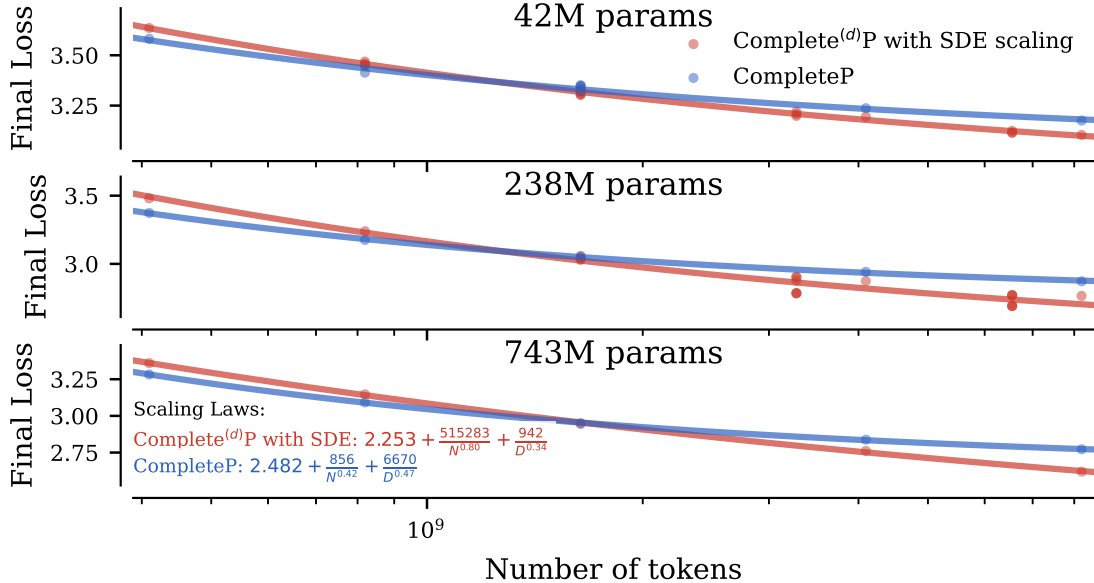 42M params
Complete^(d)P with SDE scaling
CompleteP
Final Loss
3.50
3.25
238M params
Final Loss
3.5
3.0
743M params
Final Loss
3.25
3.00
2.75
Scaling Laws:
Complete^(d)P with SDE: 2.253 + 515283/N^0.80 + 942/D^0.34
CompleteP: 2.482 + 856/N^0.42 + 6670/D^0.47
10^9
Number of tokens